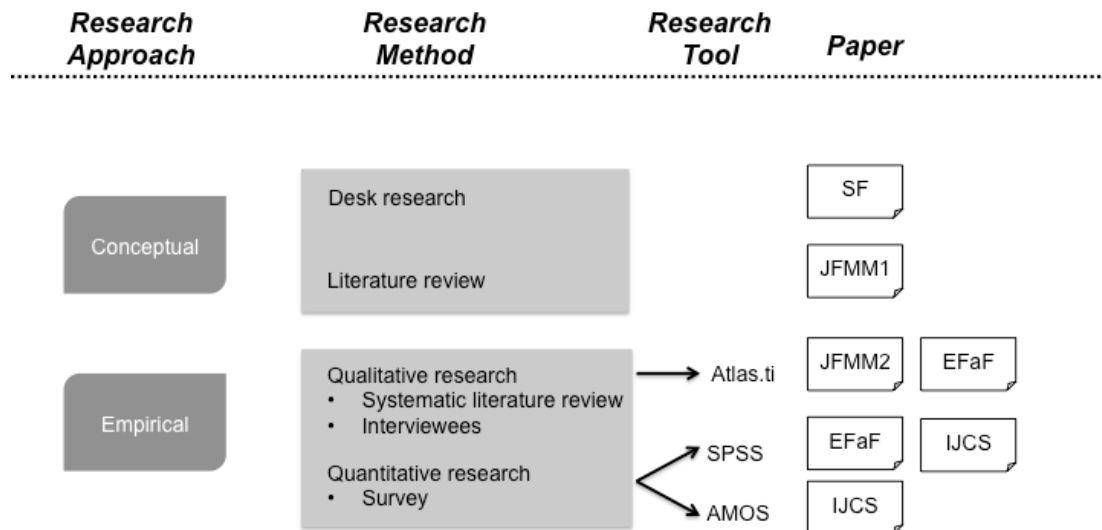 Research Approach
Research Method
Research Tool
Paper
Conceptual
Desk research
SF
Literature review
JFMM1
Empirical
Qualitative research
• Systematic literature review
• Interviewees
Atlas.ti
JFMM2
EFaF
Quantitative research
• Survey
SPSS
EFaF
IJCS
AMOS
IJCS